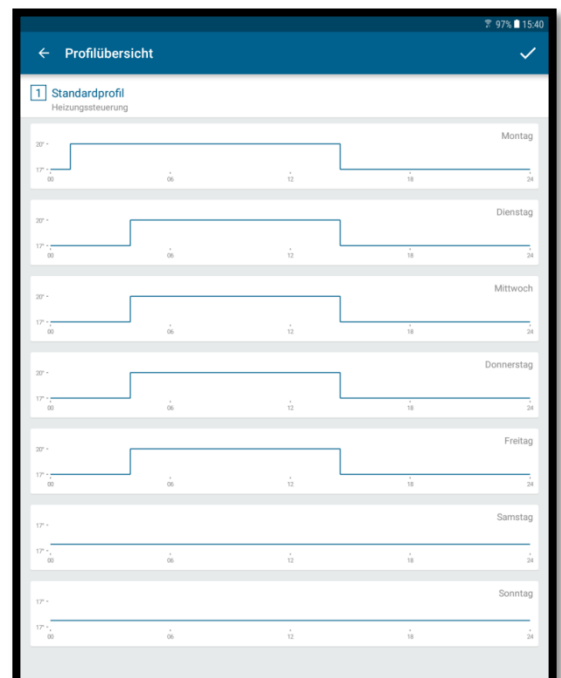 97% 15:40
Profilübersicht
1 Standardprofil
Heizungssteuerung
Montag
20°
17°
00 06 12 18 24
Dienstag
20°
17°
00 06 12 18 24
Mittwoch
20°
17°
00 06 12 18 24
Donnerstag
20°
17°
00 06 12 18 24
Freitag
20°
17°
00 06 12 18 24
Samstag
17°
17°
00 06 12 18 24
Sonntag
17°
17°
00 06 12 18 24